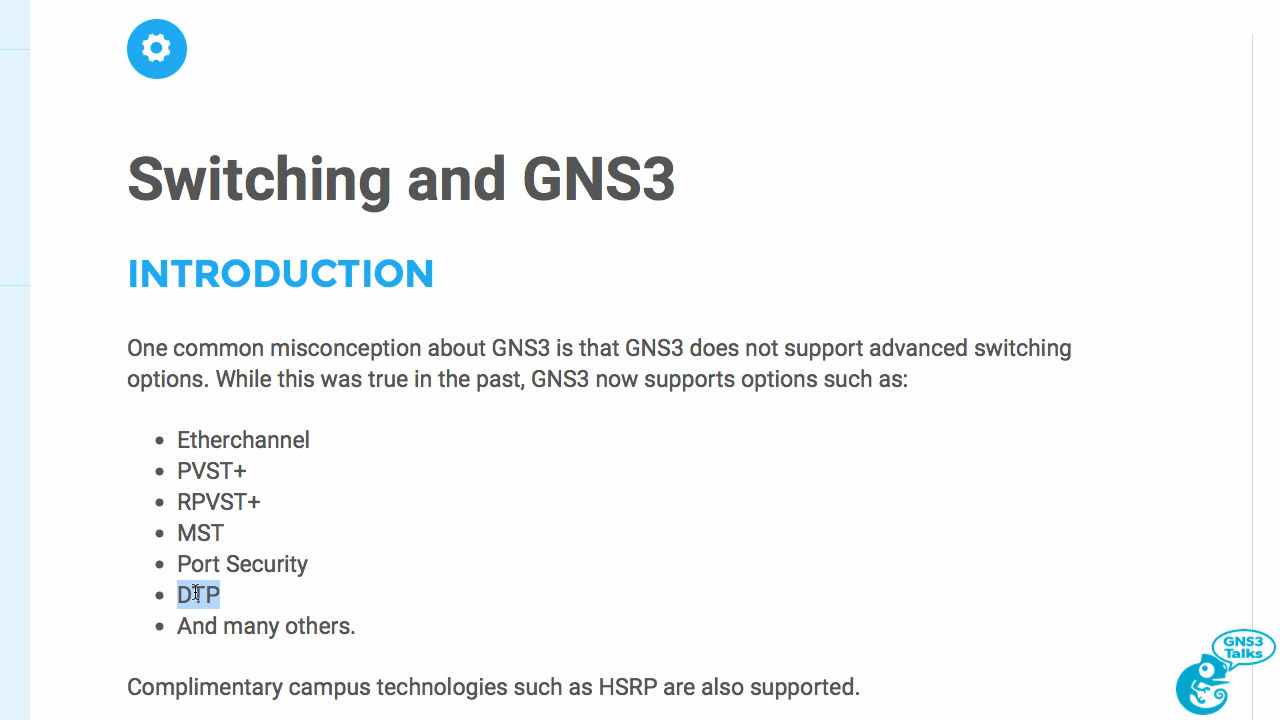 Switching and GNS3
INTRODUCTION
One common misconception about GNS3 is that GNS3 does not support advanced switching
options. While this was true in the past, GNS3 now supports options such as:
Etherchannel
PVST+
RPVST+
MST
Port Security
DTP
And many others.
Complimentary campus technologies such as HSRP are also supported.
GNS3
Talks